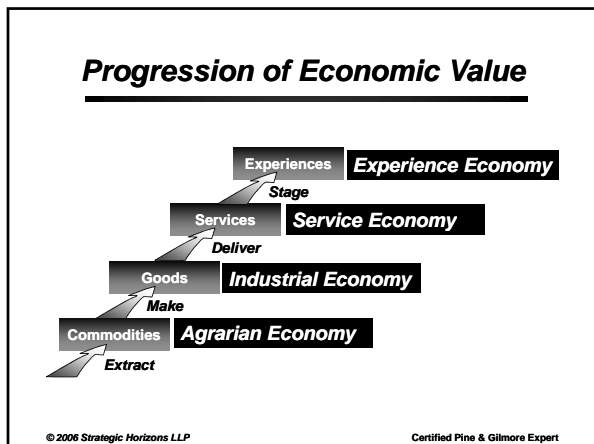 Progression of Economic Value
Experiences Experience Economy
Stage
Services Service Economy
Deliver
Goods Industrial Economy
Make
Commodities Agrarian Economy
Extract
© 2006 Strategic Horizons LLP Certified Pine & Gilmore Expert